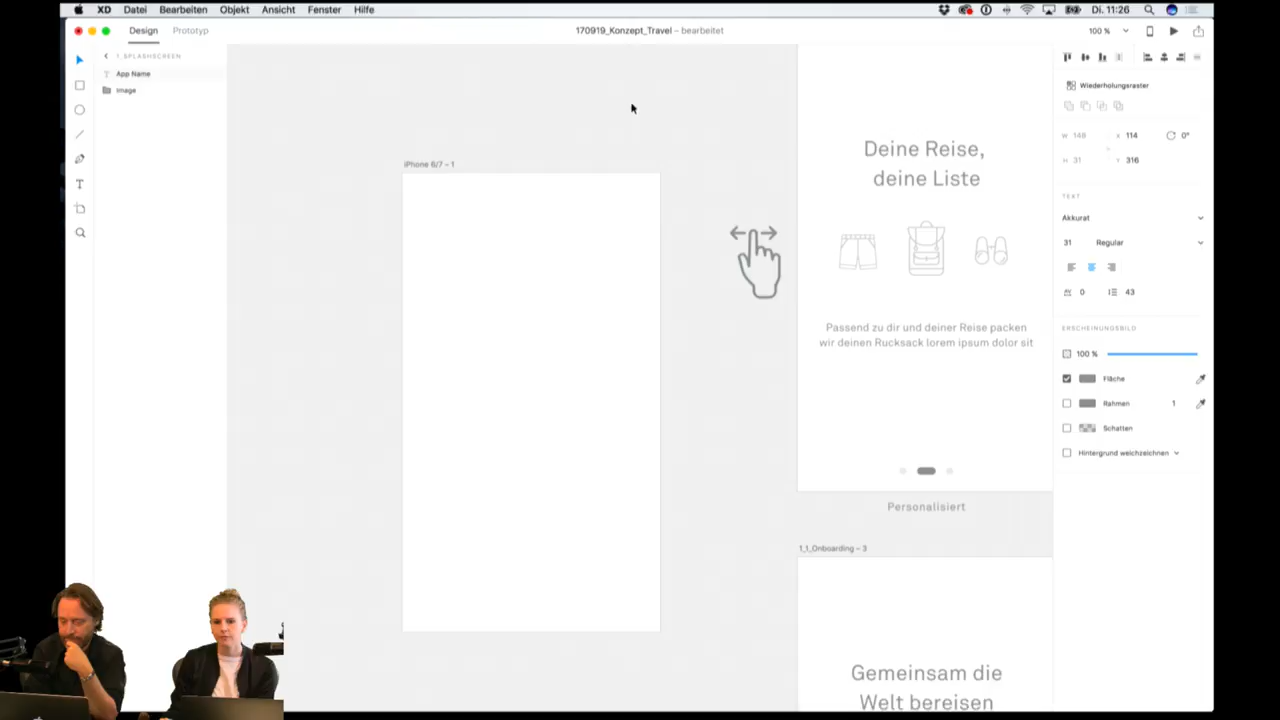 XD Datei Bearbeiten Objekt Ansicht Fenster Hilfe
Di. 11:26
Design Prototyp
170919_Konzept_Travel – bearbeitet
100 %
1_SPLASHSCREEN
App Name
Image
iPhone 6/7 – 1
Deine Reise,
deine Liste
Passend zu dir und deiner Reise packen
wir deinen Rucksack lorem ipsum dolor sit
Personalisiert
1_1_Onboarding – 3
Gemeinsam die
Welt bereisen
Wiederholungsraster
W 148 X 114 0°
H 31 Y 316
TEXT
Akkurat
31 Regular
0 43
ERSCHEINUNGSBILD
100 %
Fläche
Rahmen 1
Schatten
Hintergrund weichzeichnen